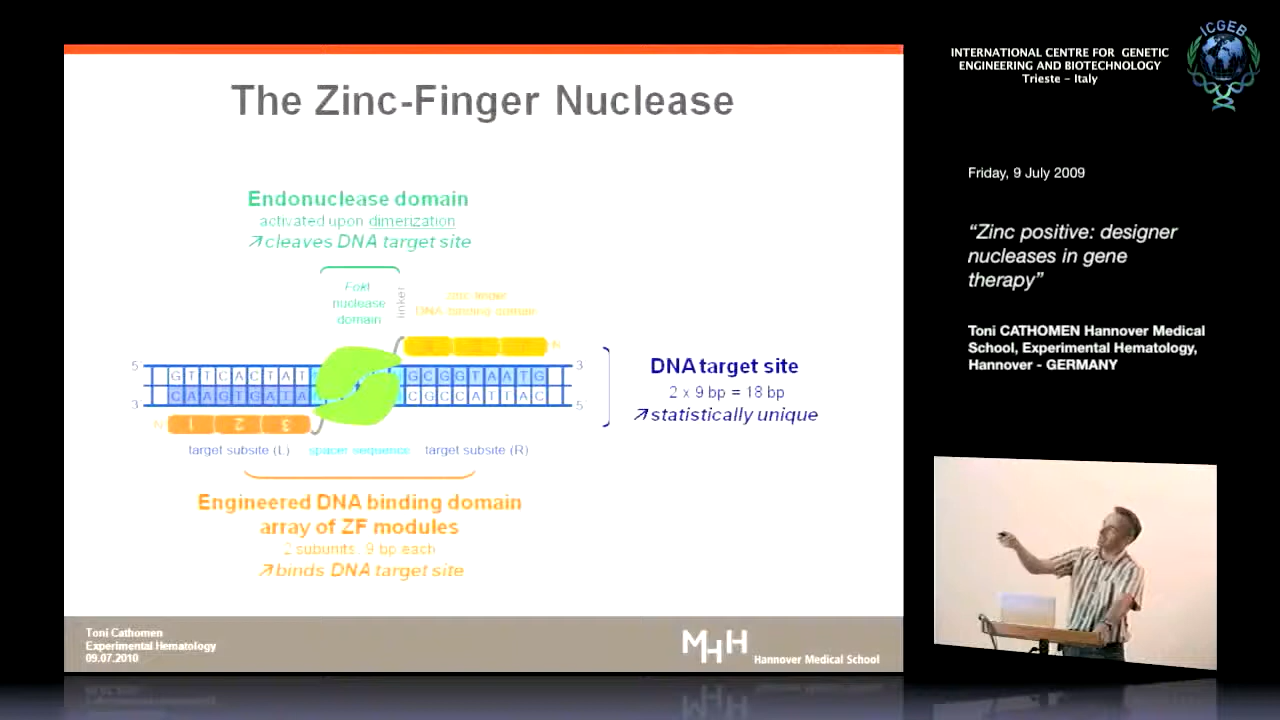 The Zinc-Finger Nuclease
Endonuclease domain
activated upon dimerization
↗cleaves DNA target site
FokI
nuclease
domain
linker
zinc-finger
DNA binding domain
5´
GTTCACTAT
GCGGTAATG
3´
3´
CAAGTGATA
CGCCATTAC
5´
N
N
1 2 3
target subsite (L)
spacer sequence
target subsite (R)
DNA target site
2 x 9 bp = 18 bp
↗statistically unique
Engineered DNA binding domain
array of ZF modules
2 subunits, 9 bp each
↗binds DNA target site
Toni Cathomen
Experimental Hematology
09.07.2010
MHH
Hannover Medical School
INTERNATIONAL CENTRE FOR GENETIC
ENGINEERING AND BIOTECHNOLOGY
Trieste – Italy
ICGEB
Friday, 9 July 2009
“Zinc positive: designer
nucleases in gene
therapy”
Toni CATHOMEN Hannover Medical
School, Experimental Hematology,
Hannover - GERMANY